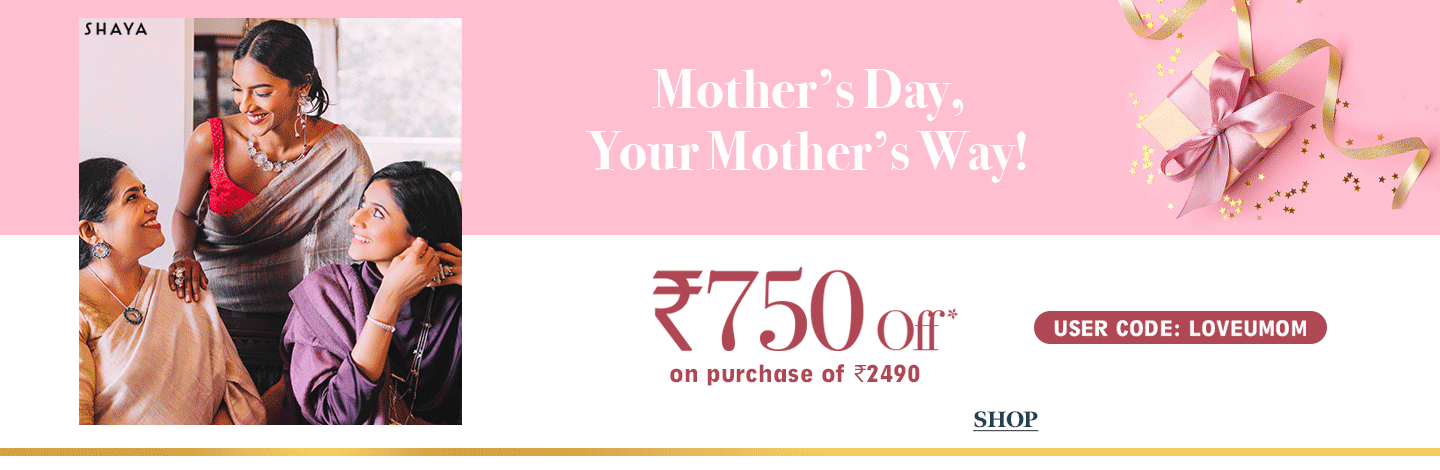 SHAYA
Mother's Day,
Your Mother's Way!
₹750 Off*
on purchase of ₹2490
USER CODE: LOVEUMOM
SHOP